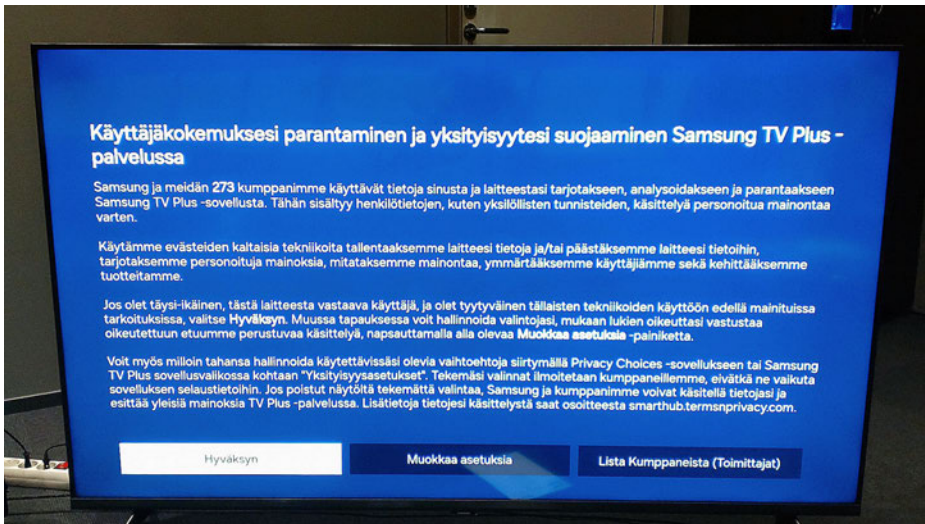 Käyttäjäkokemuksesi parantaminen ja yksityisyytesi suojaaminen Samsung TV Plus -
palvelussa
Samsung ja meidän 273 kumppanimme käyttävät tietoja sinusta ja laitteestasi tarjotakseen, analysoidakseen ja parantaakseen
Samsung TV Plus -sovellusta. Tähän sisältyy henkilötietojen, kuten yksilöllisten tunnisteiden, käsittelyä personoitua mainontaa
varten.
Käytämme evästeiden kaltaisia tekniikoita tallentaaksemme laitteesi tietoja ja/tai päästäksemme laitteesi tietoihin,
tarjotaksemme personoituja mainoksia, mitataksemme mainontaa, ymmärtääksemme käyttäjiämme sekä kehittääksemme
tuotteitamme.
Jos olet täysi-ikäinen, tästä laitteesta vastaava käyttäjä, ja olet tyytyväinen tällaisten tekniikoiden käyttöön edellä mainituissa
tarkoituksissa, valitse Hyväksyn. Muussa tapauksessa voit hallinnoida valintojasi, mukaan lukien oikeuttasi vastustaa
oikeutettuun etuumme perustuvaa käsittelyä, napsauttamalla alla olevaa Muokkaa asetuksia -painiketta.
Voit myös milloin tahansa hallinnoida käytettävissäsi olevia vaihtoehtoja siirtymällä Privacy Choices -sovellukseen tai Samsung
TV Plus sovellusvalikossa kohtaan "Yksityisyysasetukset". Tekemäsi valinnat ilmoitetaan kumppaneillemme, eivätkä ne vaikuta
sovelluksen selaustietoihin. Jos poistut näytöltä tekemättä valintaa, Samsung ja kumppanimme voivat käsitellä tietojasi ja
esittää yleisiä mainoksia TV Plus -palvelussa. Lisätietoja tietojesi käsittelystä saat osoitteesta smarthub.termsnprivacy.com.
Hyväksyn
Muokkaa asetuksia
Lista Kumppaneista (Toimittajat)